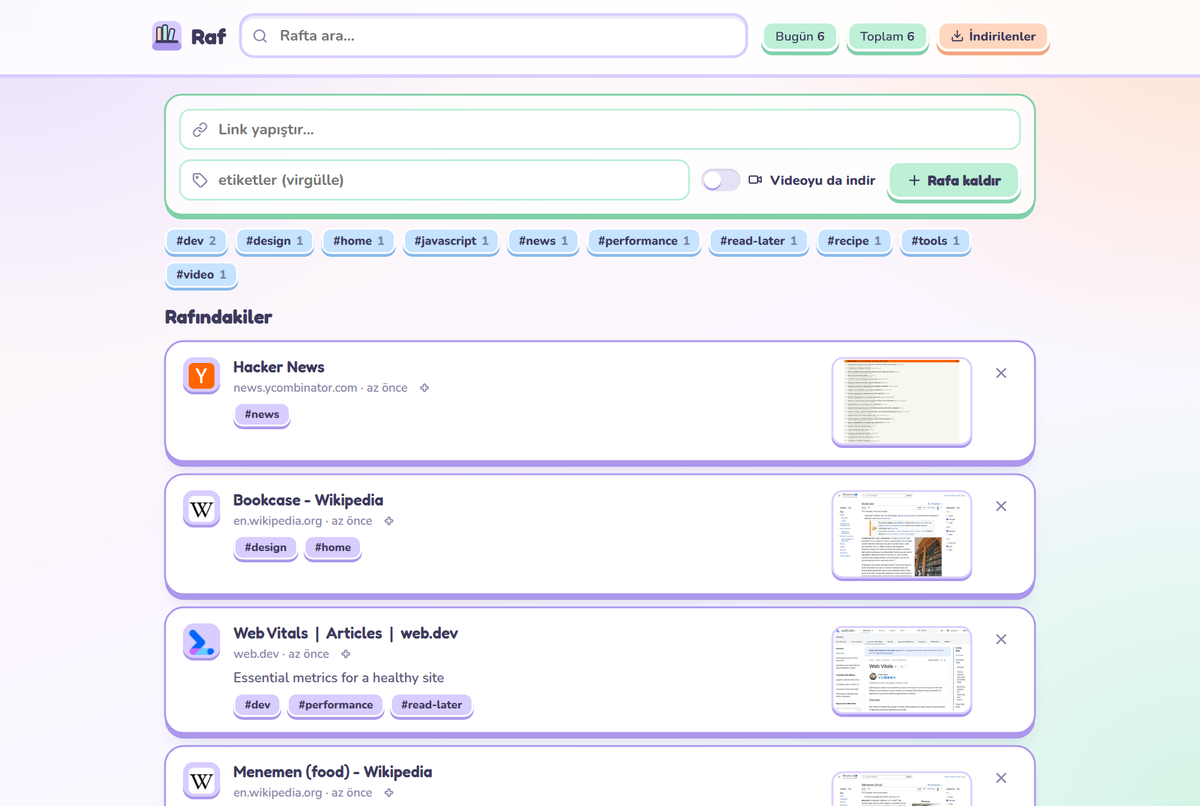 Raf
Rafta ara...
Bugün 6
Toplam 6
İndirilenler
Link yapıştır...
etiketler (virgülle)
Videoyu da indir
Rafa kaldır
#dev 2
#design 1
#home 1
#javascript 1
#news 1
#performance 1
#read-later 1
#recipe 1
#tools 1
#video 1
Rafındakiler
Y
Hacker News
news.ycombinator.com · az önce
#news
W
Bookcase - Wikipedia
en.wikipedia.org · az önce
#design
#home
Web Vitals | Articles | web.dev
web.dev · az önce
Essential metrics for a healthy site
#dev
#performance
#read-later
Web Vitals
W
Menemen (food) - Wikipedia
en.wikipedia.org · az önce